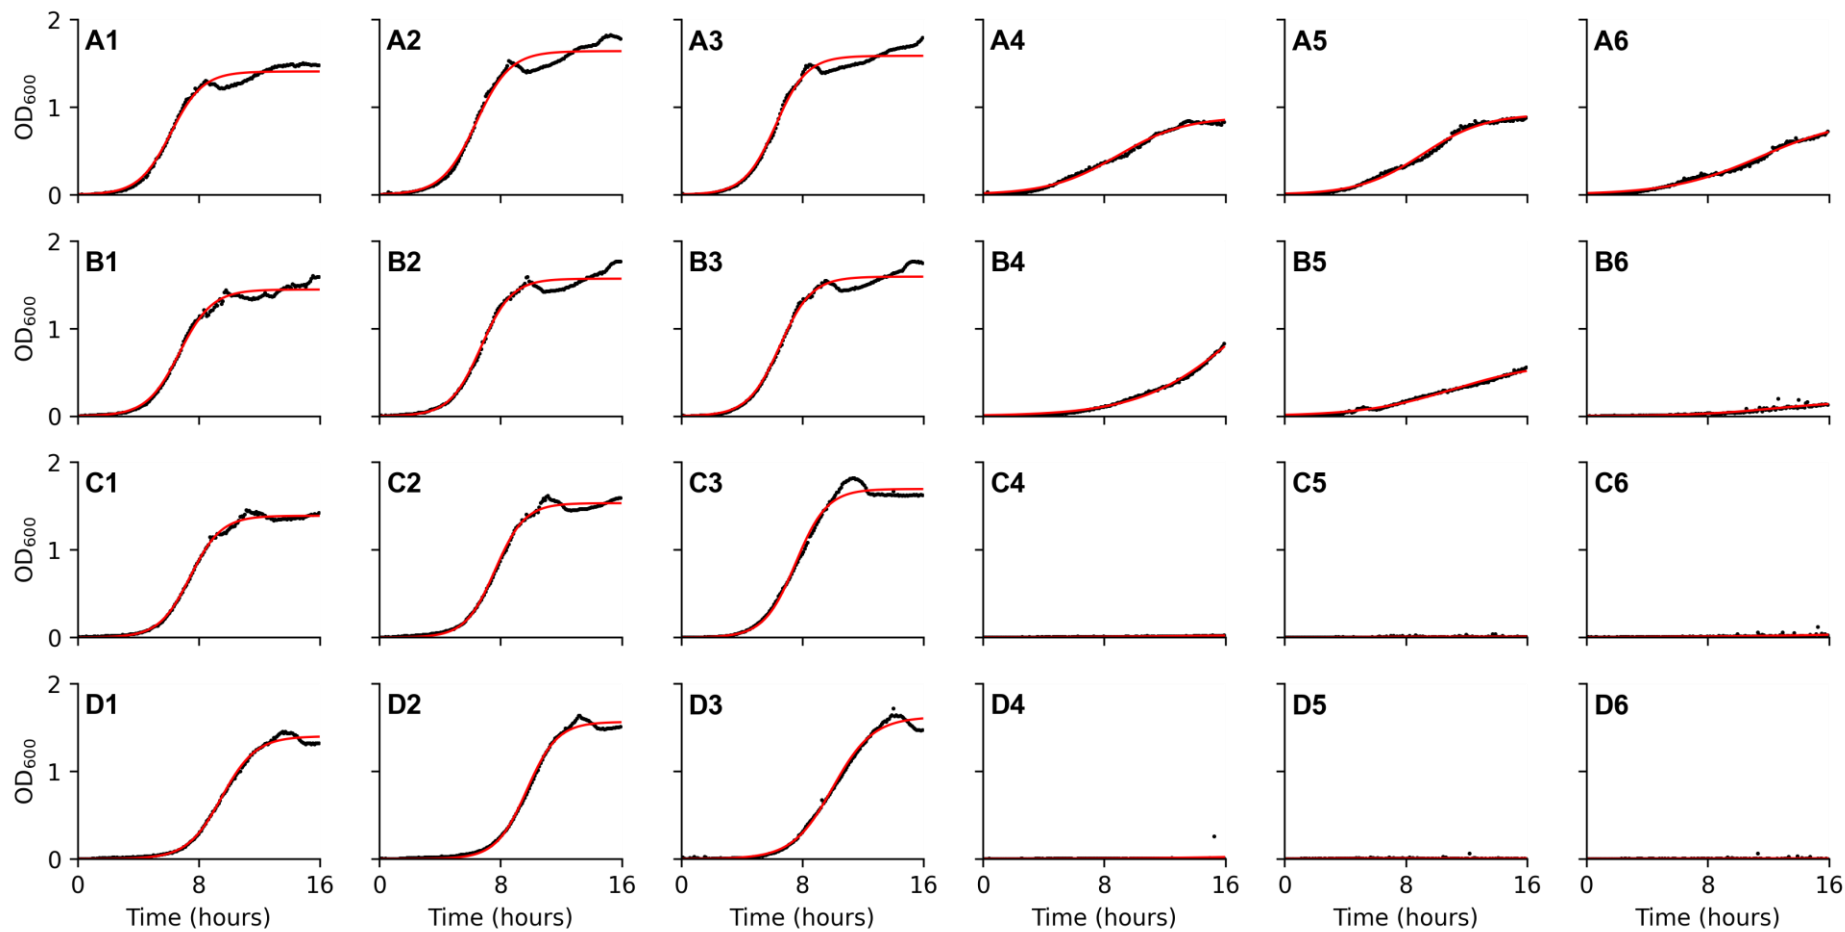 2 A1 A2 A3 A4 A5 A6
OD600
1
0
2 B1 B2 B3 B4 B5 B6
OD600
1
0
2 C1 C2 C3 C4 C5 C6
OD600
1
0
2 D1 D2 D3 D4 D5 D6
OD600
1
0
0 8 16 0 8 16 0 8 16 0 8 16 0 8 16 0 8 16
Time (hours) Time (hours) Time (hours) Time (hours) Time (hours) Time (hours)